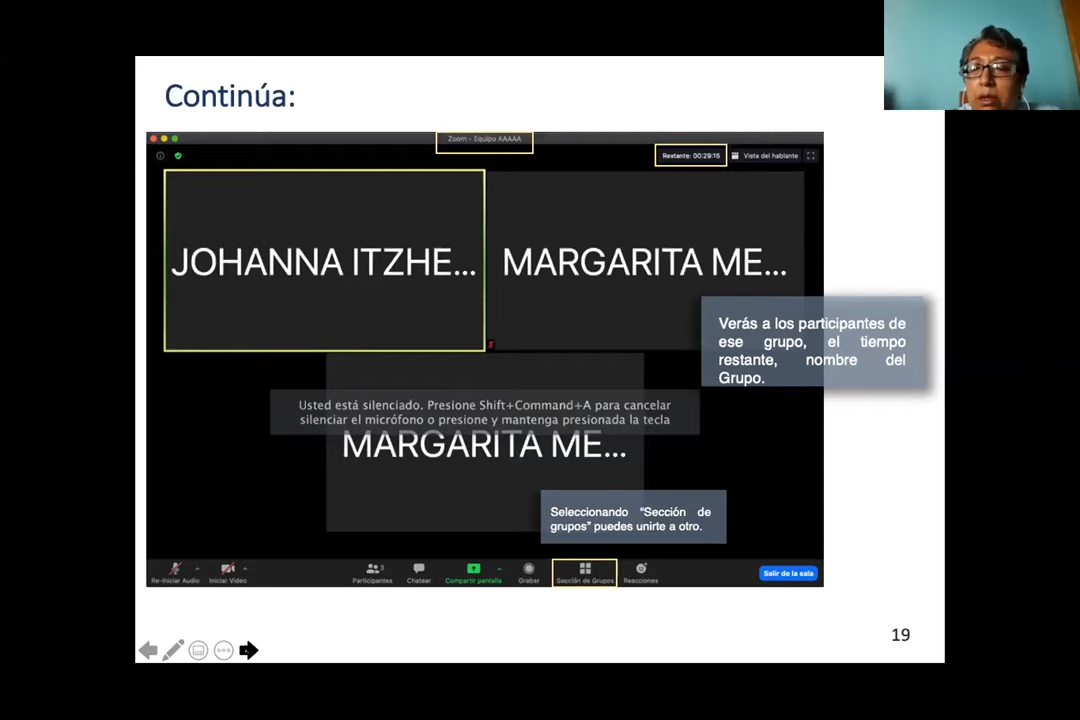 Continúa:
Zoom - Equipo AAAAA
Restante: 00:29:15
Vista del hablante
JOHANNA ITZHE...
MARGARITA ME...
Verás a los participantes de
ese grupo, el tiempo
restante, nombre del
Grupo.
Usted está silenciado. Presione Shift+Command+A para cancelar
silenciar el micrófono o presione y mantenga presionada la tecla
MARGARITA ME...
Seleccionando "Sección de
grupos" puedes unirte a otro.
Re-Iniciar Audio
Iniciar Video
3
Participantes
Chatear
Compartir pantalla
Grabar
Sección de Grupos
Reacciones
Salir de la sala
19